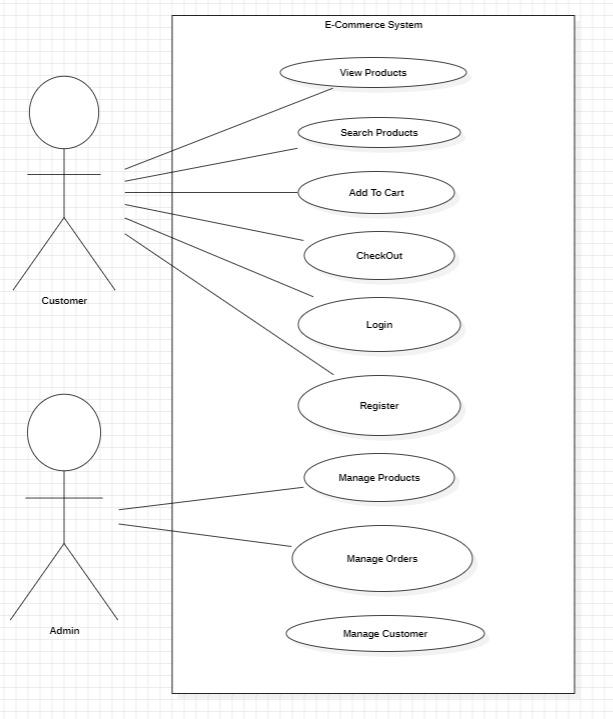 E-Commerce System
View Products
Search Products
Add To Cart
CheckOut
Login
Customer
Register
Manage Products
Manage Orders
Admin
Manage Customer